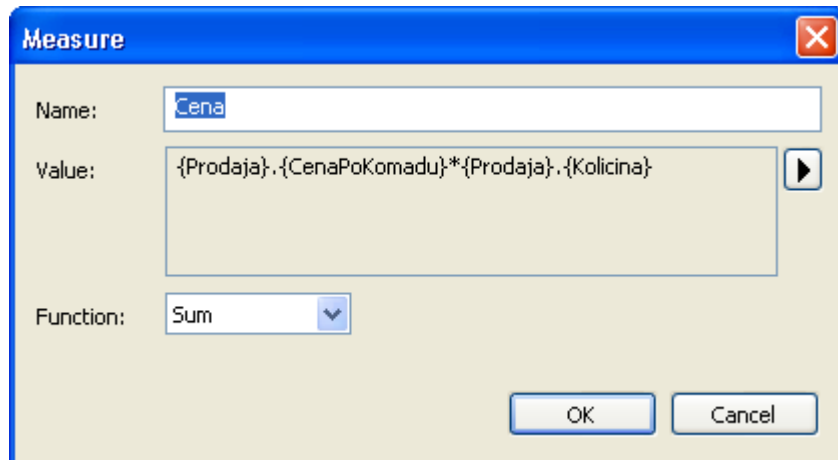 Measure
Name: Cena
Value: {Prodaja}.{CenaPoKomadu}*{Prodaja}.{Kolicina}
Function: Sum
OK Cancel